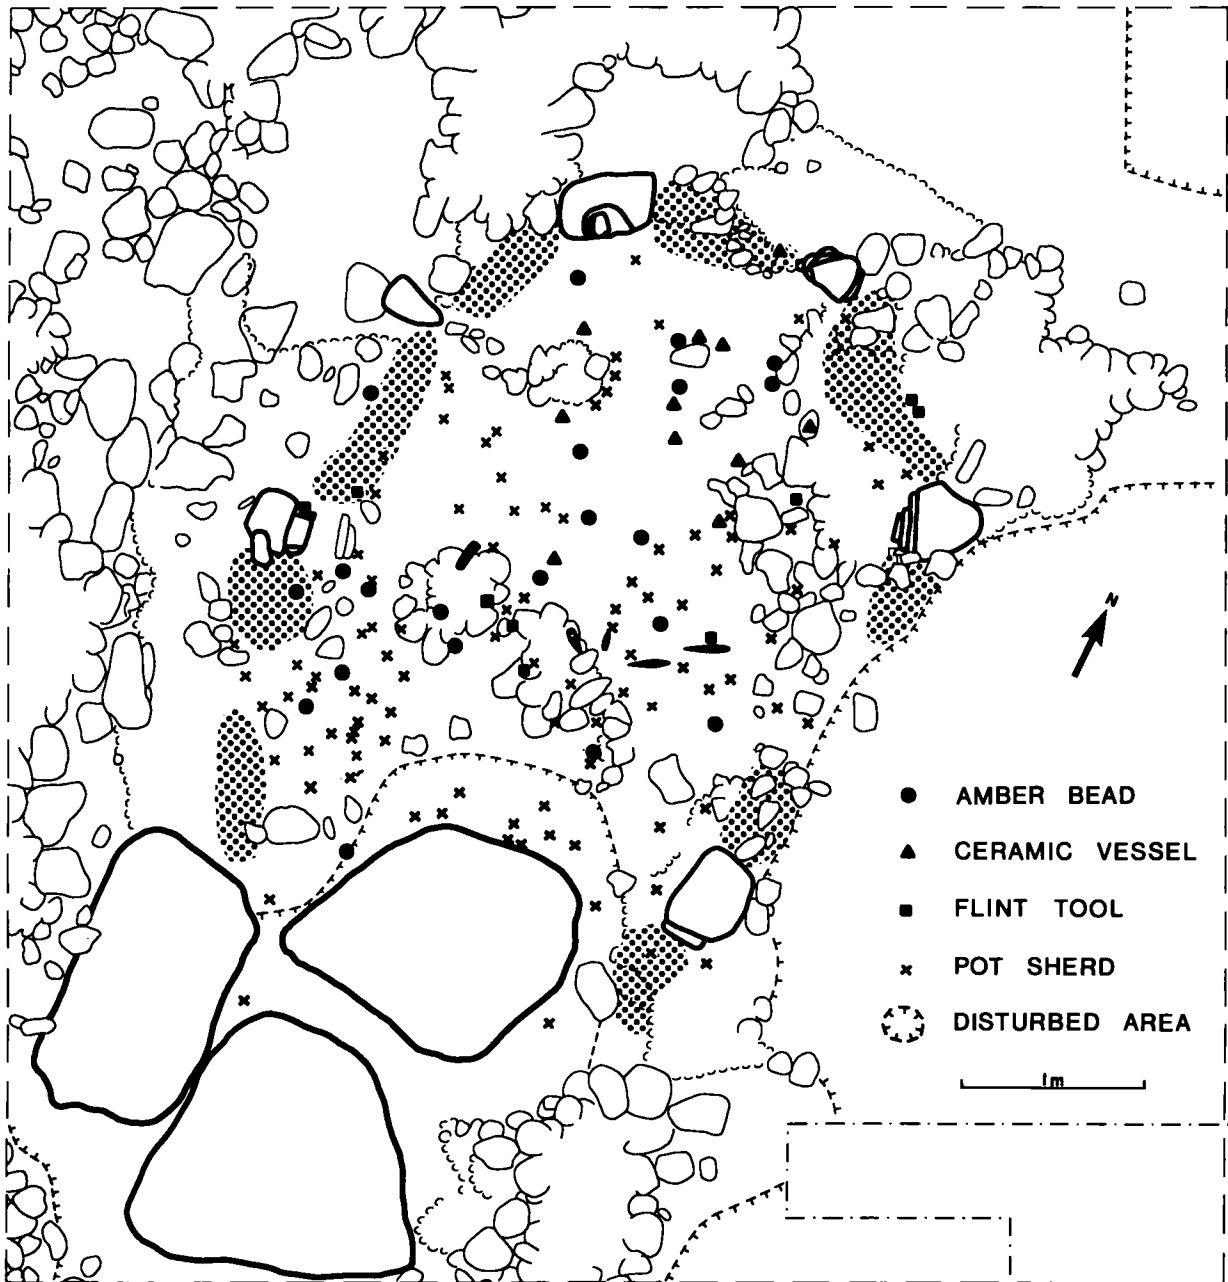 N
AMBER BEAD
CERAMIC VESSEL
FLINT TOOL
POT SHERD
DISTURBED AREA
1m